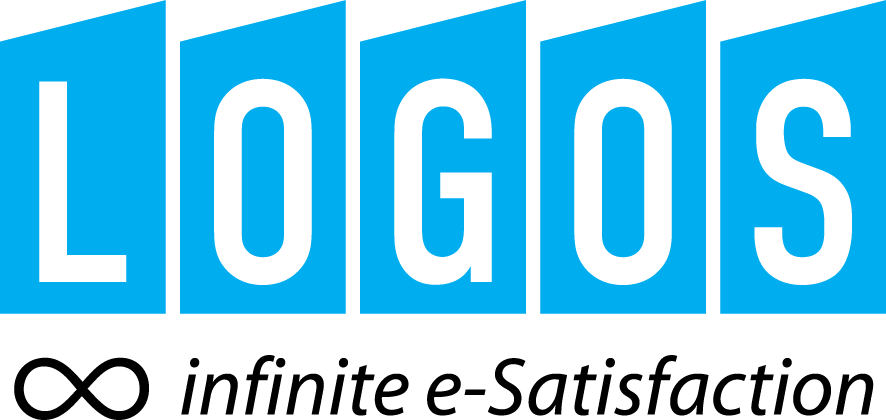 LOGOS
∞ infinite e-Satisfaction